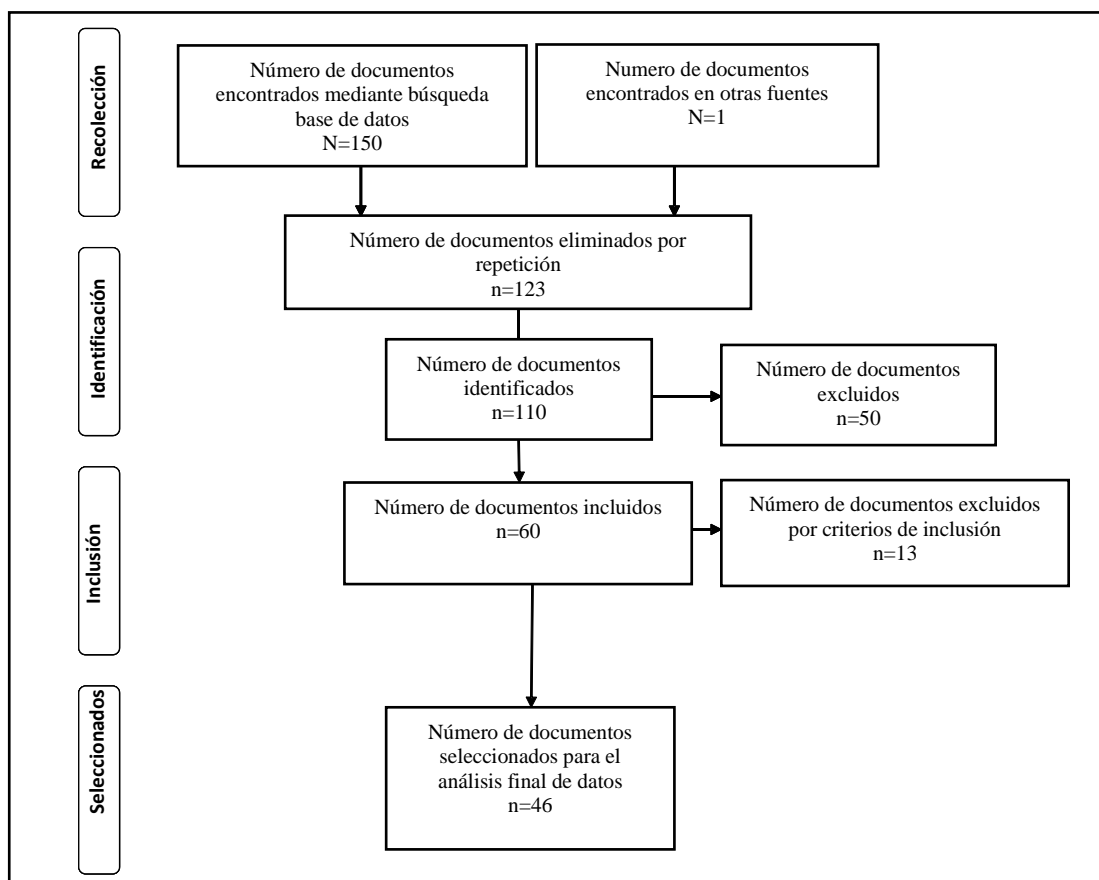 Recolección
Número de documentos
encontrados mediante búsqueda
base de datos
N=150
Numero de documentos
encontrados en otras fuentes
N=1
Identificación
Número de documentos eliminados por
repetición
n=123
Número de documentos
identificados
n=110
Número de documentos
excluidos
n=50
Inclusión
Número de documentos incluidos
n=60
Número de documentos excluidos
por criterios de inclusión
n=13
Seleccionados
Número de documentos
seleccionados para el
análisis final de datos
n=46